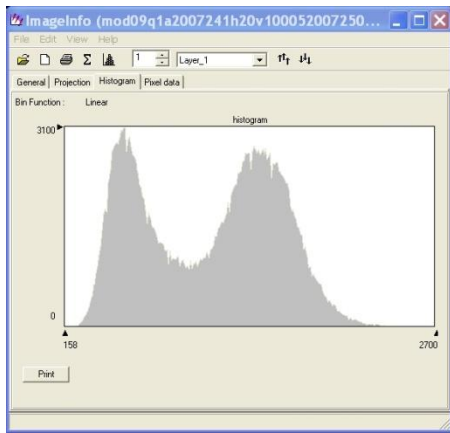 ImageInfo (mod09q1a2007241h20v100052007250...
File Edit View Help
Σ 1 Layer_1
General Projection Histogram Pixel data
Bin Function : Linear
histogram
3100
0
158 2700
Print